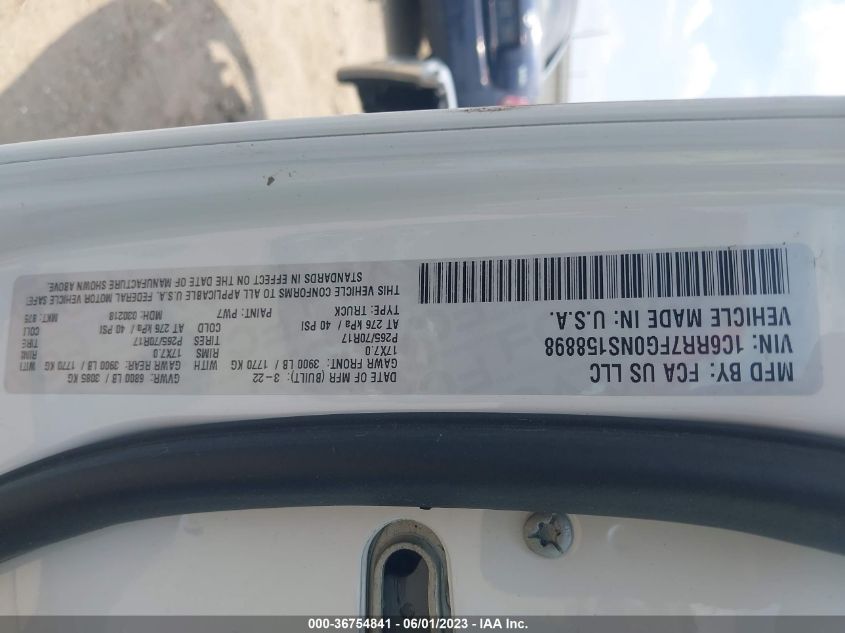 MFD BY: FCA US LLC
VIN: 1C6RR7FG0NS158898
VEHICLE MADE IN: U.S.A.
DATE OF MFR (BUILT): 3-22 GVWR: 6800 LB 3085 KG
GAWR FRONT: 3900 LB 1770 KG WITH GAWR REAR: 3900 LB 1770 KG WITH
17X7.0 RIMS 17X7.0
P265/70R17 TIRES P265/70R17 TIRE
AT 276 kPa / 40 PSI COLD AT 276 kPa / 40 PSI COLD
TYPE: TRUCK PAINT: PW7 MDH: 030218 MKT: 875
THIS VEHICLE CONFORMS TO ALL APPLICABLE U.S.A. FEDERAL MOTOR VEHICLE SAFE
STANDARDS IN EFFECT ON THE DATE OF MANUFACTURE SHOWN ABOVE.
000-36754841 - 06/01/2023 - IAA Inc.